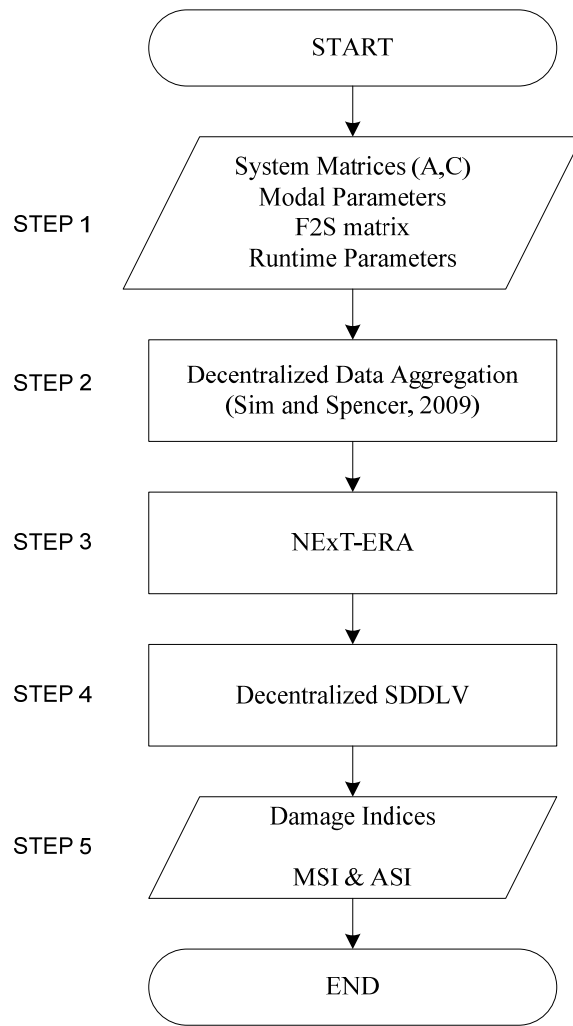 START
STEP 1
System Matrices (A,C)
Modal Parameters
F2S matrix
Runtime Parameters
STEP 2
Decentralized Data Aggregation
(Sim and Spencer, 2009)
STEP 3
NExT-ERA
STEP 4
Decentralized SDDLV
STEP 5
Damage Indices
MSI & ASI
END